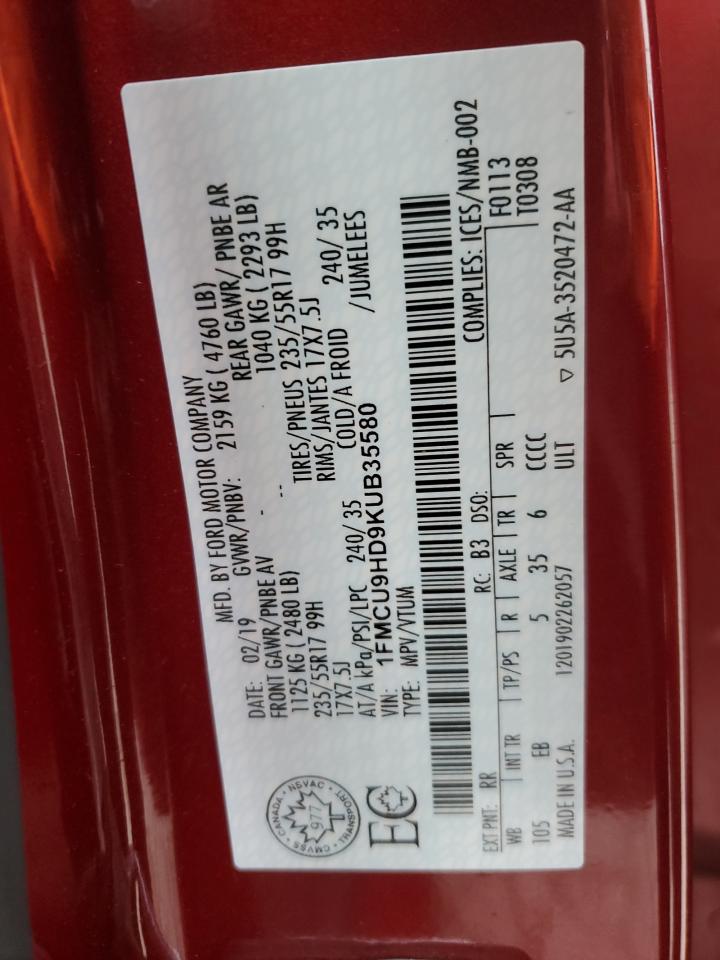 MFD. BY FORD MOTOR COMPANY
DATE: 02/19 GVWR/PNBV: 2159 KG ( 4760 LB)
FRONT GAWR/PNBE AV - REAR GAWR/ PNBE AR
1125 KG ( 2480 LB) -- 1040 KG ( 2293 LB)
235/55R17 99H TIRES/PNEUS 235/55R17 99H
17X7.5J RIMS/JANTES 17X7.5J
AT/A kPa/PSI/LPC 240/ 35 COLD/A FROID 240/ 35
VIN: 1FMCU9HD9KUB35580 /JUMELEES
TYPE: MPV/VTUM
CANADA · NSVAC · TRANSPORT · CMVSS ·
977
EC
COMPLIES: ICES/NMB-002
EXT PNT: RR RC: B3 DSO: F0113
WB INT TR TP/PS R AXLE TR SPR T0308
105 EB 5 35 6 CCCC
ULT
MADE IN U.S.A. 1201902262057 ▽ 5U5A-3520472-AA